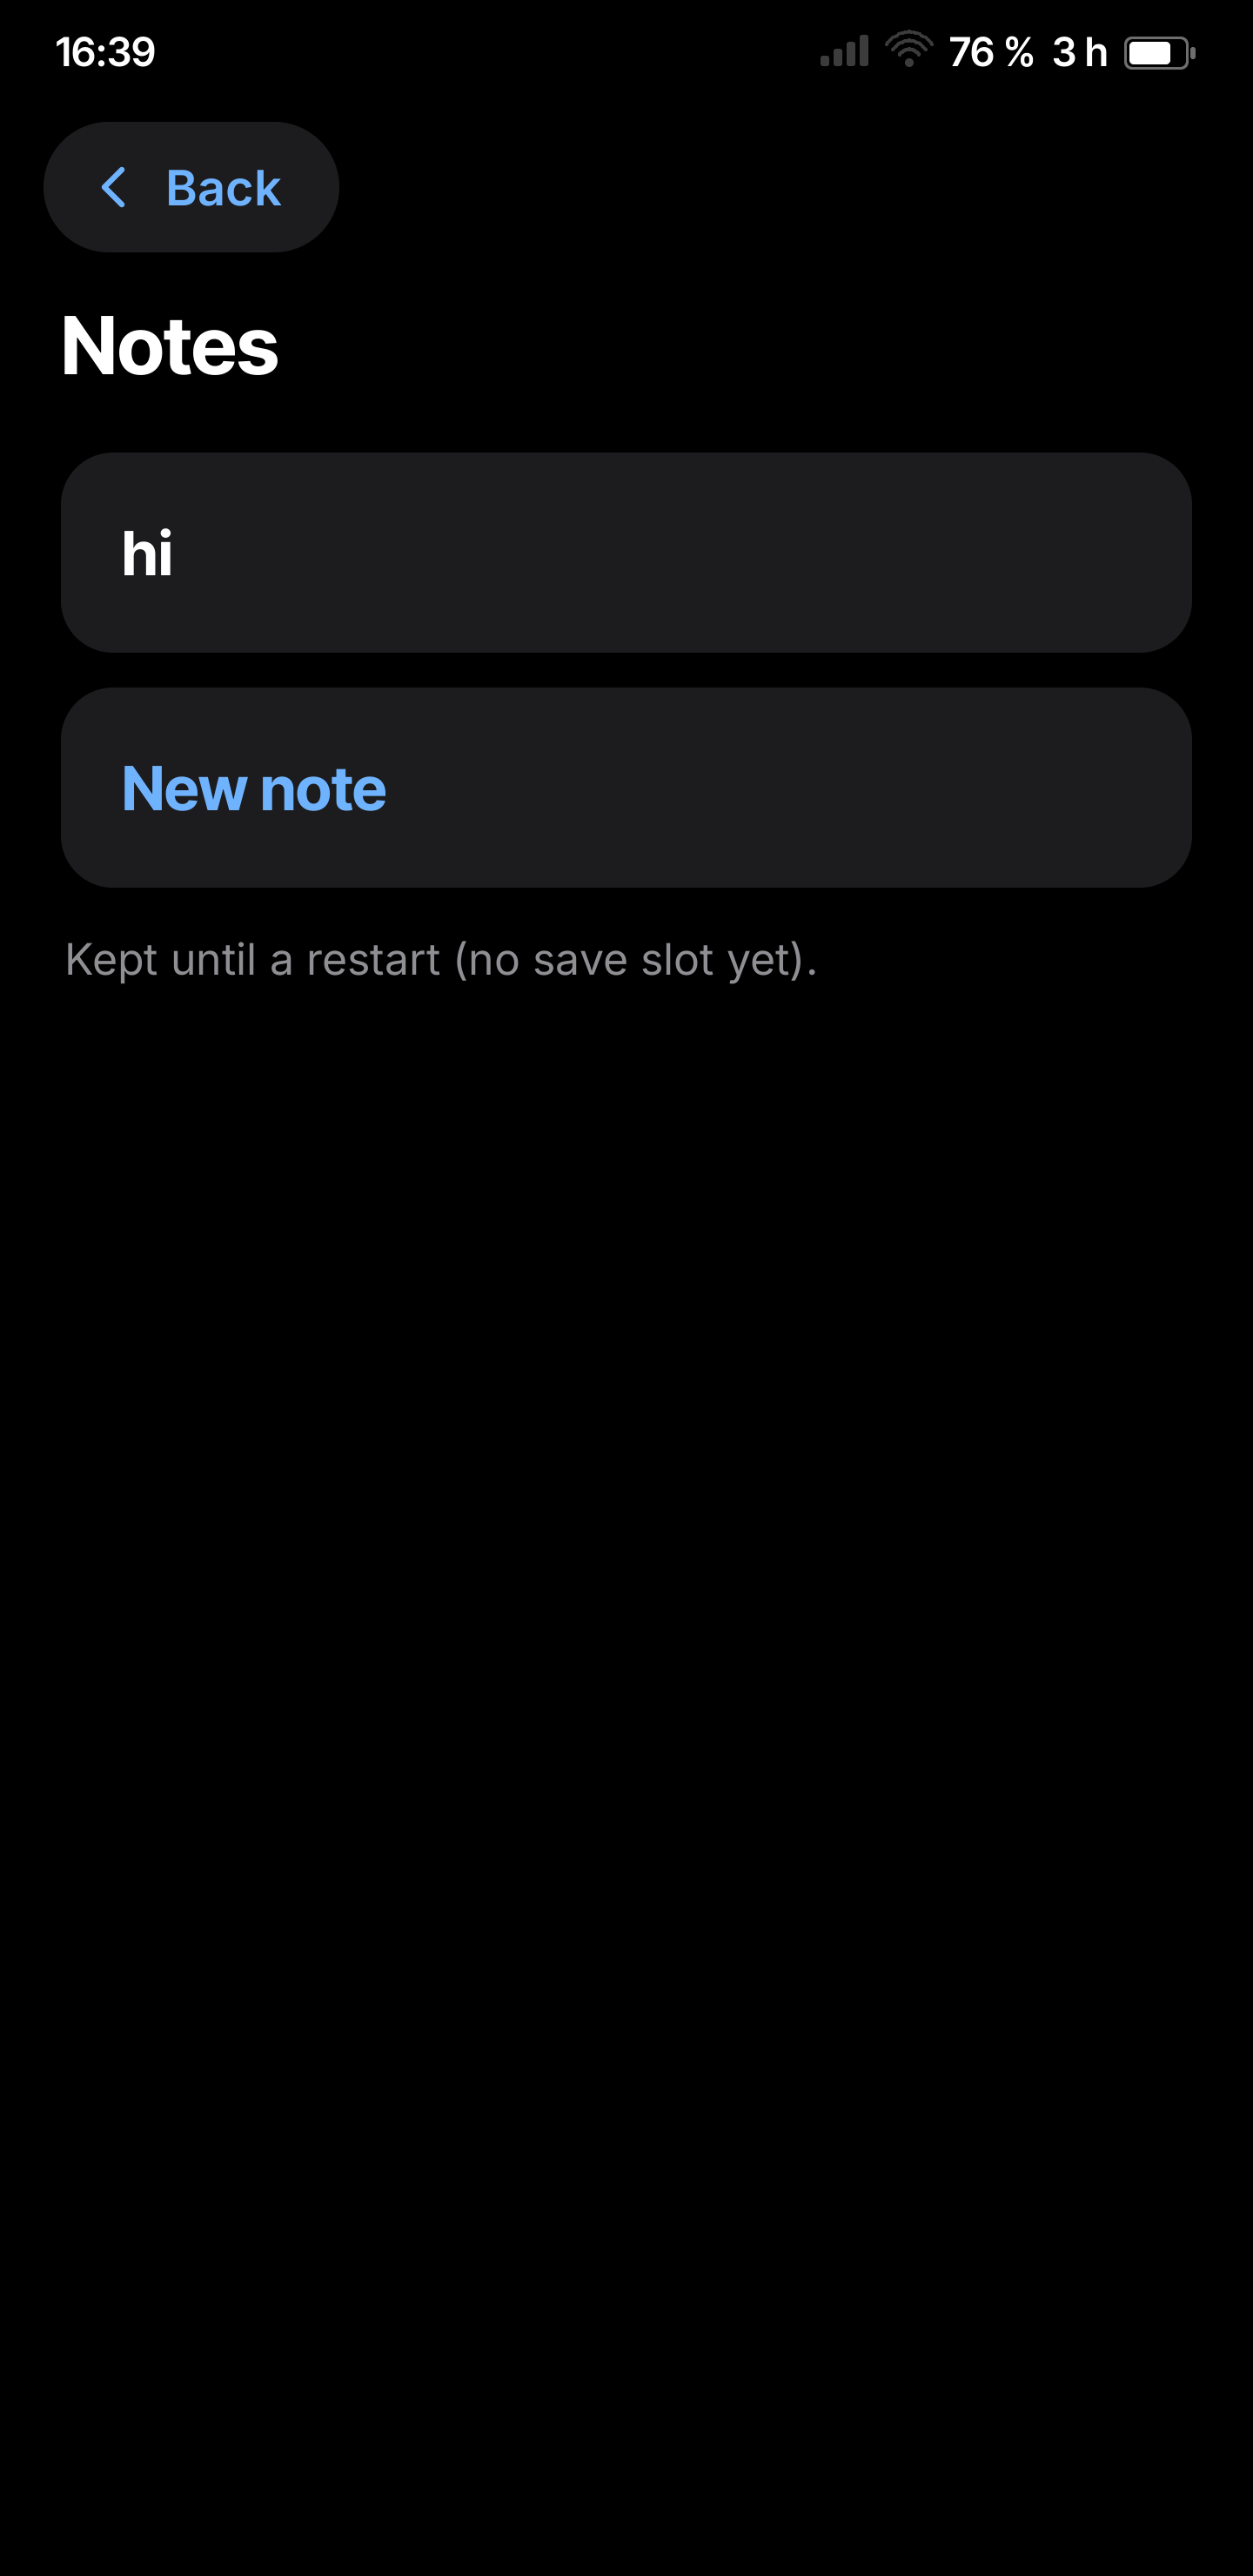 16:39 76 % 3 h
Back
Notes
hi
New note
Kept until a restart (no save slot yet).